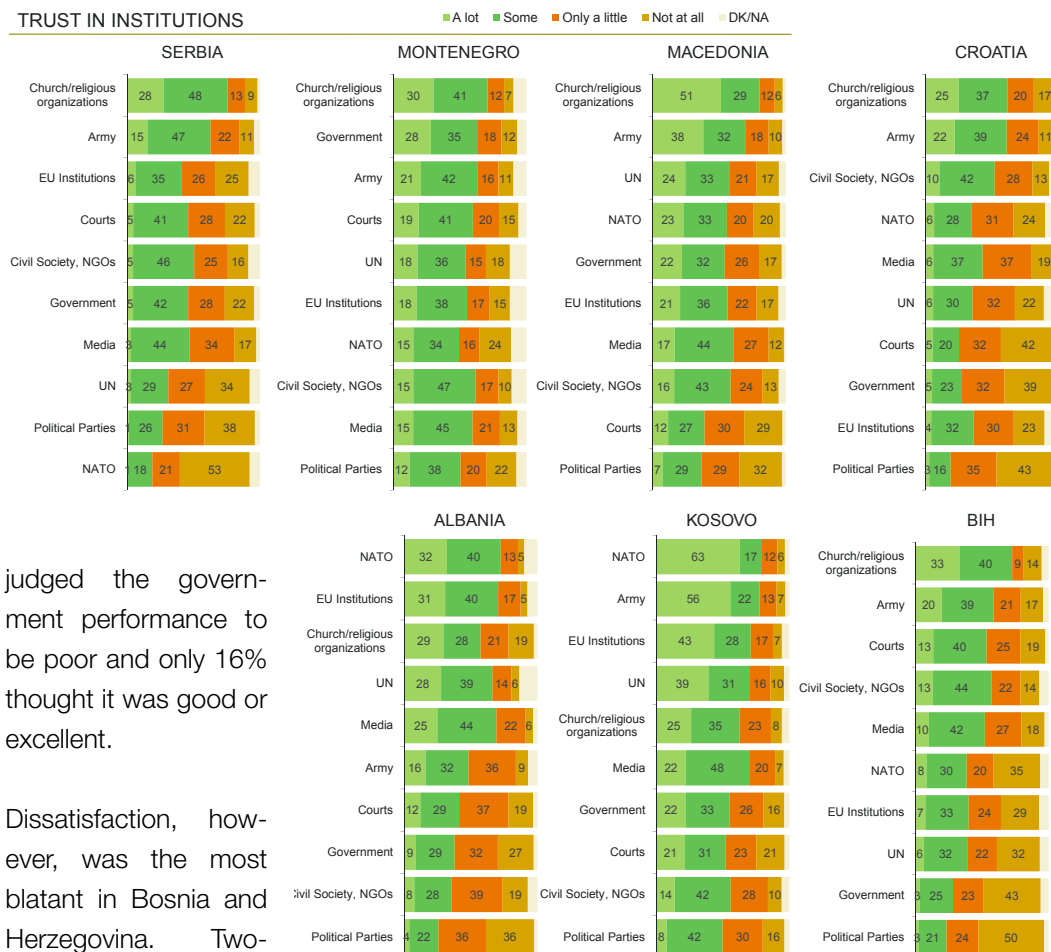 TRUST IN INSTITUTIONS
A lot Some Only a little Not at all DK/NA
SERBIA
Church/religious
organizations 28 48 13 9
Army 15 47 22 11
EU Institutions 6 35 26 25
Courts 5 41 28 22
Civil Society, NGOs 5 46 25 16
Government 5 42 28 22
Media 3 44 34 17
UN 3 29 27 34
Political Parties 1 26 31 38
NATO 1 18 21 53
MONTENEGRO
Church/religious
organizations 30 41 12 7
Government 28 35 18 12
Army 21 42 16 11
Courts 19 41 20 15
UN 18 36 15 18
EU Institutions 18 38 17 15
NATO 15 34 16 24
Civil Society, NGOs 15 47 17 10
Media 15 45 21 13
Political Parties 12 38 20 22
MACEDONIA
Church/religious
organizations 51 29 12 6
Army 38 32 18 10
UN 24 33 21 17
NATO 23 33 20 20
Government 22 32 26 17
EU Institutions 21 36 22 17
Media 17 44 27 12
Civil Society, NGOs 16 43 24 13
Courts 12 27 30 29
Political Parties 7 29 29 32
CROATIA
Church/religious
organizations 25 37 20 17
Army 22 39 24 11
Civil Society, NGOs 10 42 28 13
NATO 6 28 31 24
Media 6 37 37 19
UN 6 30 32 22
Courts 5 20 32 42
Government 5 23 32 39
EU Institutions 4 32 30 23
Political Parties 3 16 35 43
judged the govern-
ment performance to
be poor and only 16%
thought it was good or
excellent.
Dissatisfaction, how-
ever, was the most
blatant in Bosnia and
Herzegovina. Two-
ALBANIA
NATO 32 40 13 5
EU Institutions 31 40 17 5
Church/religious
organizations 29 28 21 19
UN 28 39 14 6
Media 25 44 22 6
Army 16 32 36 9
Courts 12 29 37 19
Government 9 29 32 27
Civil Society, NGOs 8 28 39 19
Political Parties 4 22 36 36
KOSOVO
NATO 63 17 12 6
Army 56 22 13 7
EU Institutions 43 28 17 7
UN 39 31 16 10
Church/religious
organizations 25 35 23 8
Media 22 48 20 7
Government 22 33 26 16
Courts 21 31 23 21
Civil Society, NGOs 14 42 28 10
Political Parties 8 42 30 16
BIH
Church/religious
organizations 33 40 9 14
Army 20 39 21 17
Courts 13 40 25 19
Civil Society, NGOs 13 44 22 14
Media 10 42 27 18
NATO 8 30 20 35
EU Institutions 7 33 24 29
UN 6 32 22 32
Government 3 25 23 43
Political Parties 3 21 24 50